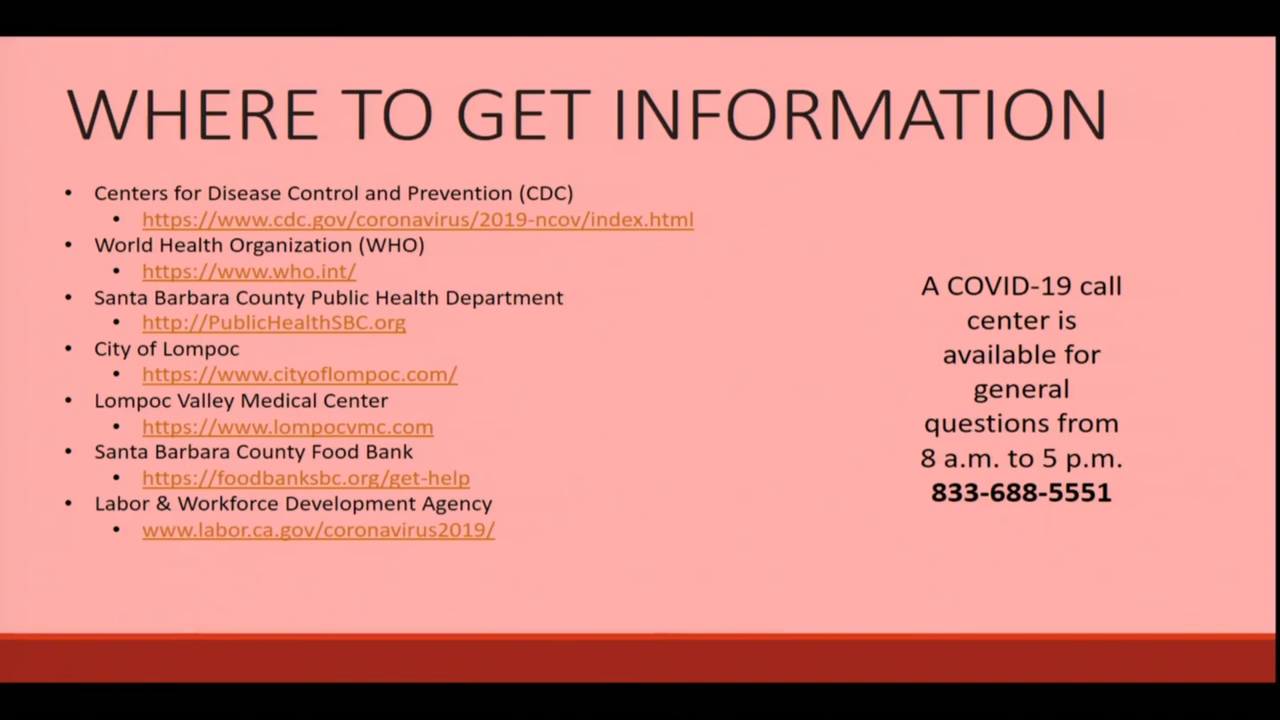 WHERE TO GET INFORMATION
• Centers for Disease Control and Prevention (CDC)
• https://www.cdc.gov/coronavirus/2019-ncov/index.html
• World Health Organization (WHO)
• https://www.who.int/
• Santa Barbara County Public Health Department
• http://PublicHealthSBC.org
• City of Lompoc
• https://www.cityoflompoc.com/
• Lompoc Valley Medical Center
• https://www.lompocvmc.com
• Santa Barbara County Food Bank
• https://foodbanksbc.org/get-help
• Labor & Workforce Development Agency
• www.labor.ca.gov/coronavirus2019/
A COVID-19 call
center is
available for
general
questions from
8 a.m. to 5 p.m.
833-688-5551